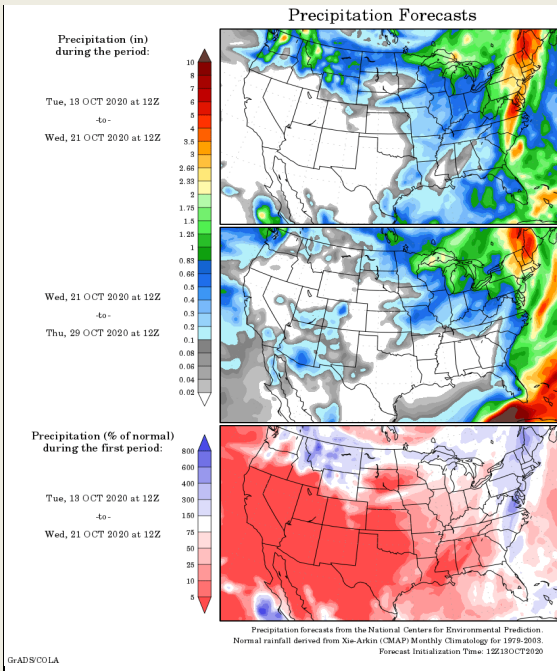 Precipitation Forecasts
Precipitation (in)
during the period:
Tue, 13 OCT 2020 at 12Z
-to-
Wed, 21 OCT 2020 at 12Z
10
8
7
6
5
4
3.5
3
2.66
2.33
2
1.75
1.5
1.25
1
0.83
0.66
0.5
0.4
0.3
0.2
0.1
0.08
0.06
0.04
0.02
Wed, 21 OCT 2020 at 12Z
-to-
Thu, 29 OCT 2020 at 12Z
Precipitation (% of normal)
during the first period:
Tue, 13 OCT 2020 at 12Z
-to-
Wed, 21 OCT 2020 at 12Z
800
600
400
300
150
75
50
25
10
5
Precipitation forecasts from the National Centers for Environmental Prediction.
Normal rainfall derived from Xie-Arkin (CMAP) Monthly Climatology for 1979-2003.
Forecast Initialization Time: 12Z13OCT2020
GrADS/COLA